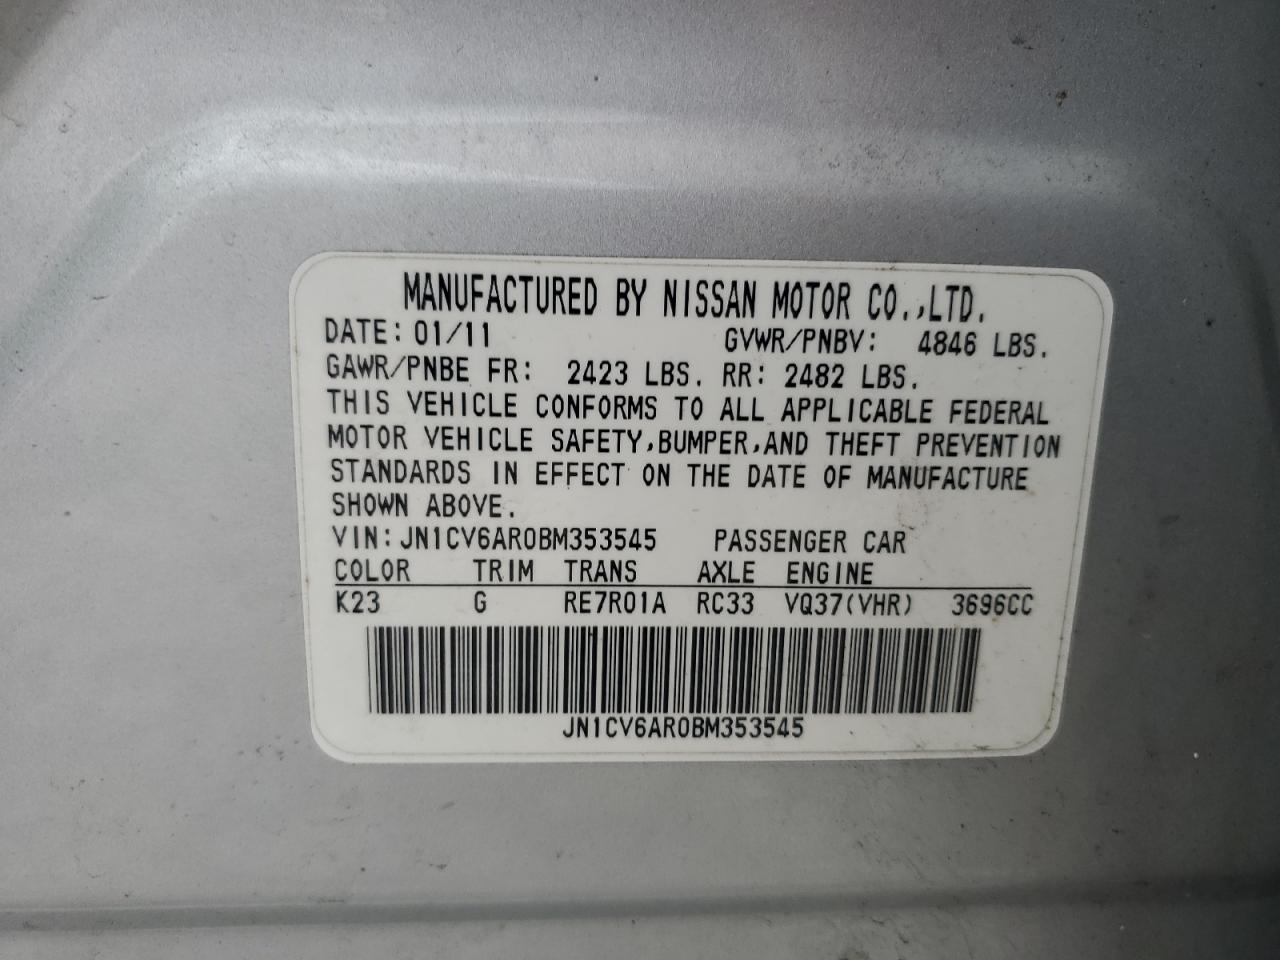 MANUFACTURED BY NISSAN MOTOR CO.,LTD.
DATE: 01/11 GVWR/PNBV: 4846 LBS.
GAWR/PNBE FR: 2423 LBS. RR: 2482 LBS.
THIS VEHICLE CONFORMS TO ALL APPLICABLE FEDERAL
MOTOR VEHICLE SAFETY,BUMPER,AND THEFT PREVENTION
STANDARDS IN EFFECT ON THE DATE OF MANUFACTURE
SHOWN ABOVE.
VIN: JN1CV6AR0BM353545 PASSENGER CAR
COLOR TRIM TRANS AXLE ENGINE
K23 G RE7R01A RC33 VQ37(VHR) 3696CC
JN1CV6AR0BM353545